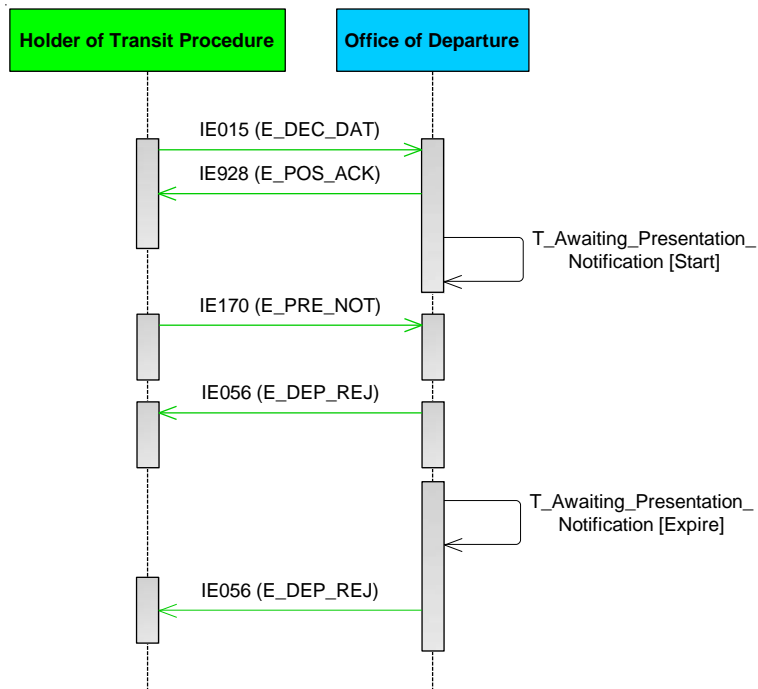 Holder of Transit Procedure
Office of Departure
IE015 (E_DEC_DAT)
IE928 (E_POS_ACK)
T_Awaiting_Presentation_
Notification [Start]
IE170 (E_PRE_NOT)
IE056 (E_DEP_REJ)
T_Awaiting_Presentation_
Notification [Expire]
IE056 (E_DEP_REJ)